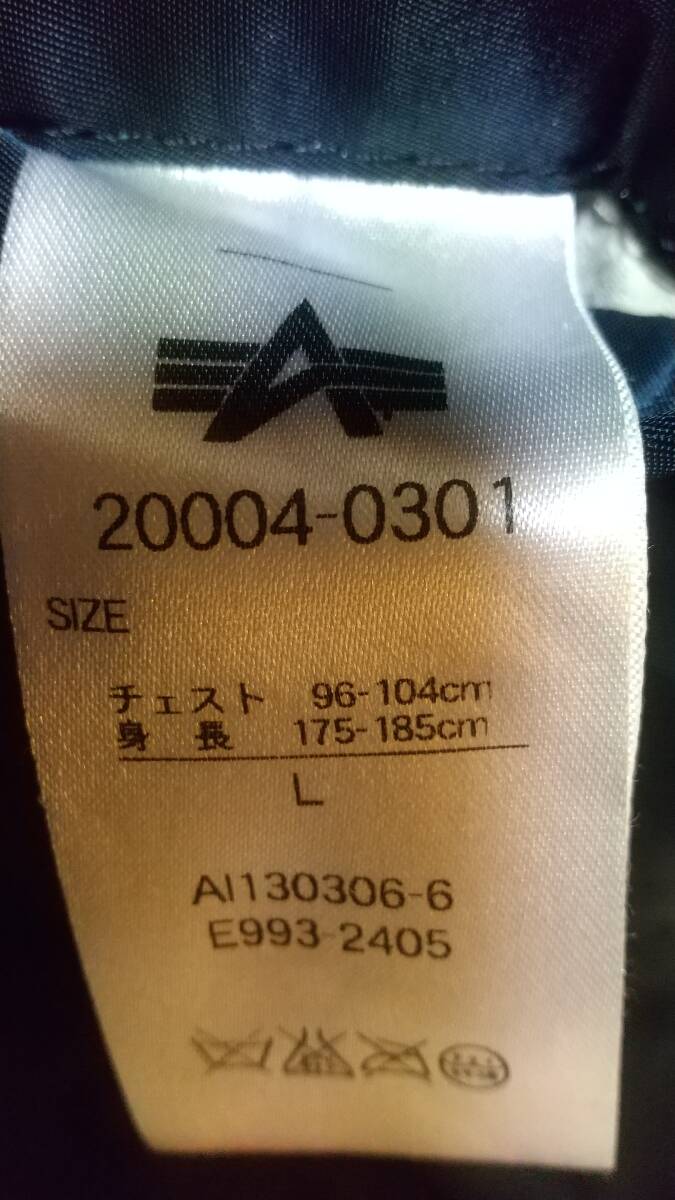 20004-0301
SIZE
チェスト 96-104cm
身 長 175-185cm
L
AI130306-6
E993-2405